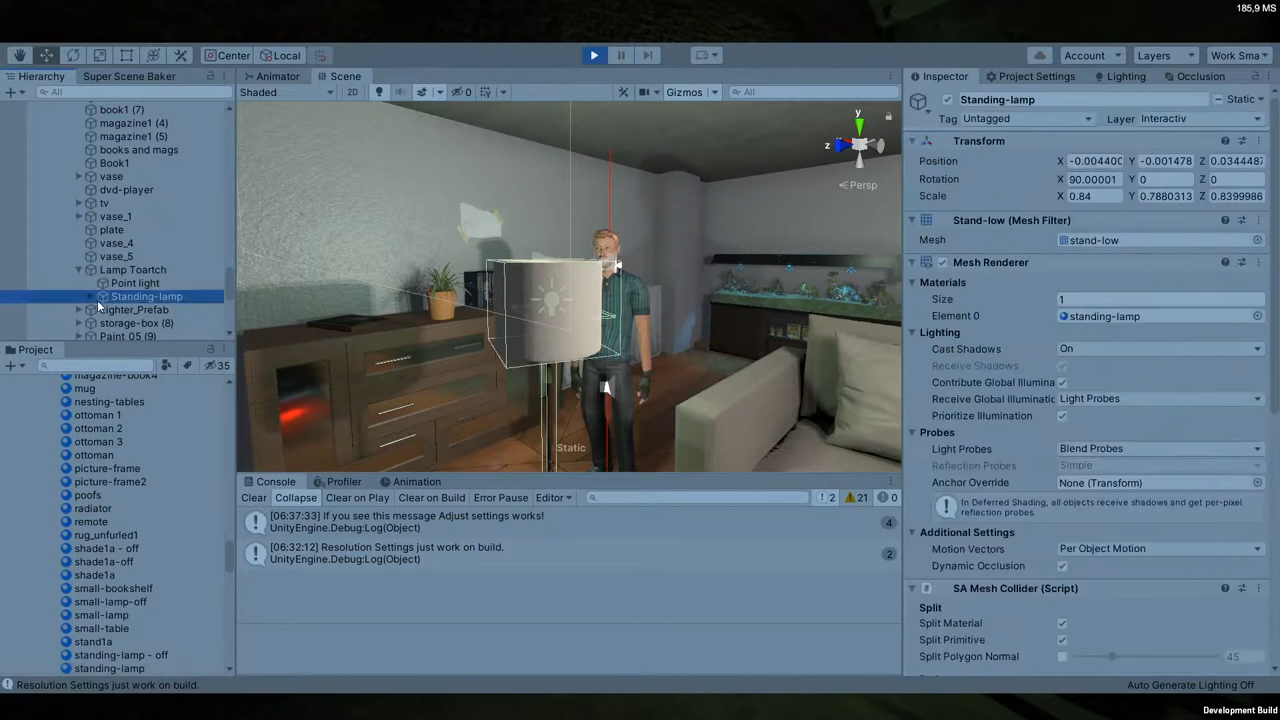 185,9 MS
Center Local Account Layers Work Sma
Hierarchy Super Scene Baker Animator Scene Inspector Project Settings Lighting Occlusion
All Shaded 2D 0 Gizmos All
book1 (7)
magazine1 (4)
magazine1 (5)
books and mags
Book1
vase
dvd-player
tv
vase_1
plate
vase_4
vase_5
Lamp Toartch
Point light
Standing-lamp
Lighter_Prefab
storage-box (8)
Paint 05 (9)
y
z
Persp
Static
Standing-lamp Static
Tag Untagged Layer Interactiv
Transform
Position X -0.004400 Y -0.001478 Z 0.0344487
Rotation X 90.00001 Y 0 Z 0
Scale X 0.84 Y 0.7880313 Z 0.8399986
Stand-low (Mesh Filter)
Mesh stand-low
Mesh Renderer
Materials
Size 1
Element 0 standing-lamp
Lighting
Cast Shadows On
Receive Shadows
Contribute Global Illumina
Receive Global Illuminatic Light Probes
Prioritize Illumination
Probes
Light Probes Blend Probes
Reflection Probes Simple
Anchor Override None (Transform)
In Deferred Shading, all objects receive shadows and get per-pixel
reflection probes.
Additional Settings
Motion Vectors Per Object Motion
Dynamic Occlusion
SA Mesh Collider (Script)
Split
Split Material
Split Primitive
Split Polygon Normal 45
Project
35
magazine-book4
mug
nesting-tables
ottoman 1
ottoman 2
ottoman 3
ottoman
picture-frame
picture-frame2
poofs
radiator
remote
rug_unfurled1
shade1a - off
shade1a-off
shade1a
small-bookshelf
small-lamp-off
small-lamp
small-table
stand1a
standing-lamp - off
standing-lamp
Console Profiler Animation
Clear Collapse Clear on Play Clear on Build Error Pause Editor 2 21 0
[06:37:33] If you see this message Adjust settings works!
UnityEngine.Debug:Log(Object)
4
[06:32:12] Resolution Settings just work on build.
UnityEngine.Debug:Log(Object)
2
Resolution Settings just work on build. Auto Generate Lighting Off
Development Build